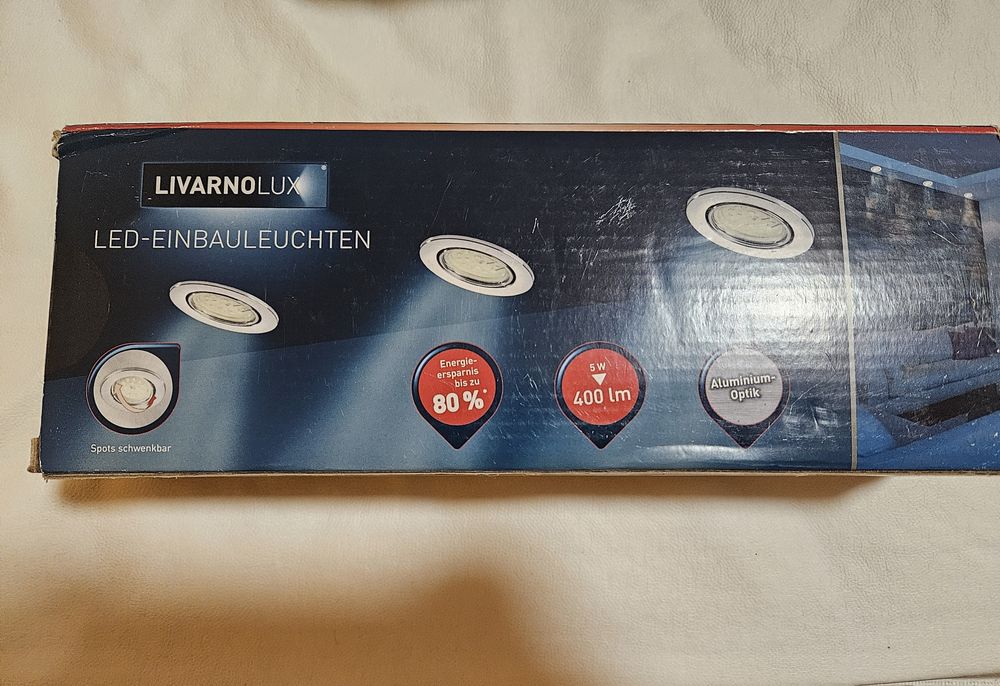 LIVARNOLUX®
LED-EINBAULEUCHTEN
Spots schwenkbar
Energie-
ersparnis
bis zu
80 %*
5 W
400 lm
Aluminium-
Optik